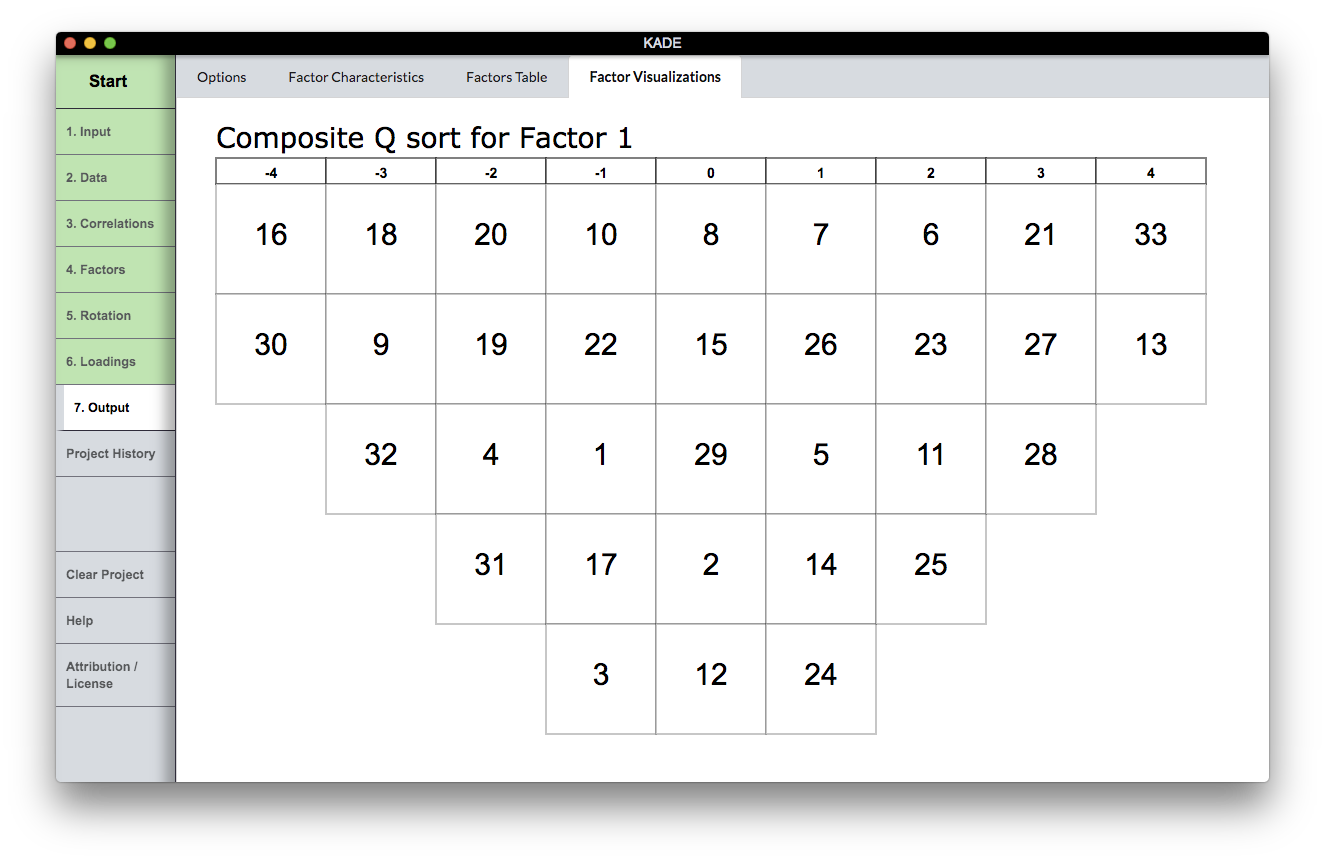 KADE
Start
1. Input
2. Data
3. Correlations
4. Factors
5. Rotation
6. Loadings
7. Output
Project History
Clear Project
Help
Attribution /
License
Options Factor Characteristics Factors Table Factor Visualizations
Composite Q sort for Factor 1
-4 -3 -2 -1 0 1 2 3 4
16 18 20 10 8 7 6 21 33
30 9 19 22 15 26 23 27 13
32 4 1 29 5 11 28
31 17 2 14 25
3 12 24